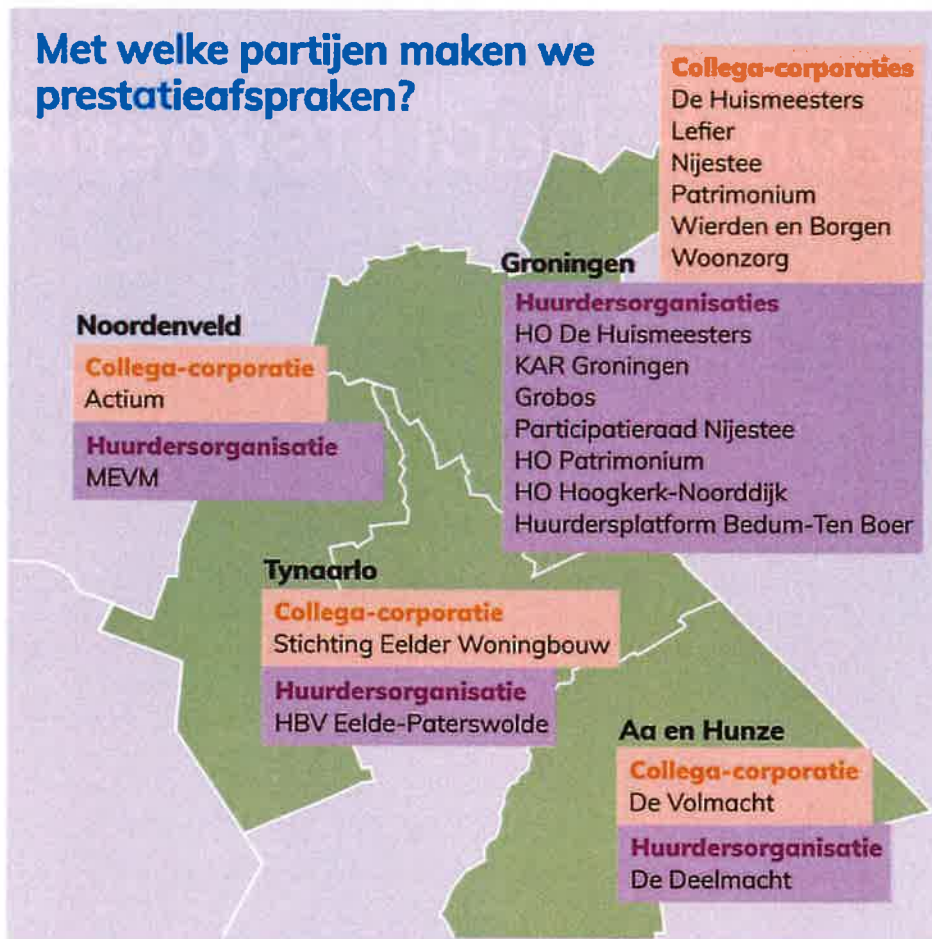 Met welke partijen maken we
prestatieafspraken?
Collega-corporaties
De Huismeesters
Lefier
Nijestee
Patrimonium
Wierden en Borgen
Woonzorg
Groningen
Huurdersorganisaties
HO De Huismeesters
KAR Groningen
Grobos
Participatieraad Nijestee
HO Patrimonium
HO Hoogkerk-Noorddijk
Huurdersplatform Bedum-Ten Boer
Noordenveld
Collega-corporatie
Actium
Huurdersorganisatie
MEVM
Tynaarlo
Collega-corporatie
Stichting Eelder Woningbouw
Huurdersorganisatie
HBV Eelde-Paterswolde
Aa en Hunze
Collega-corporatie
De Volmacht
Huurdersorganisatie
De Deelmacht